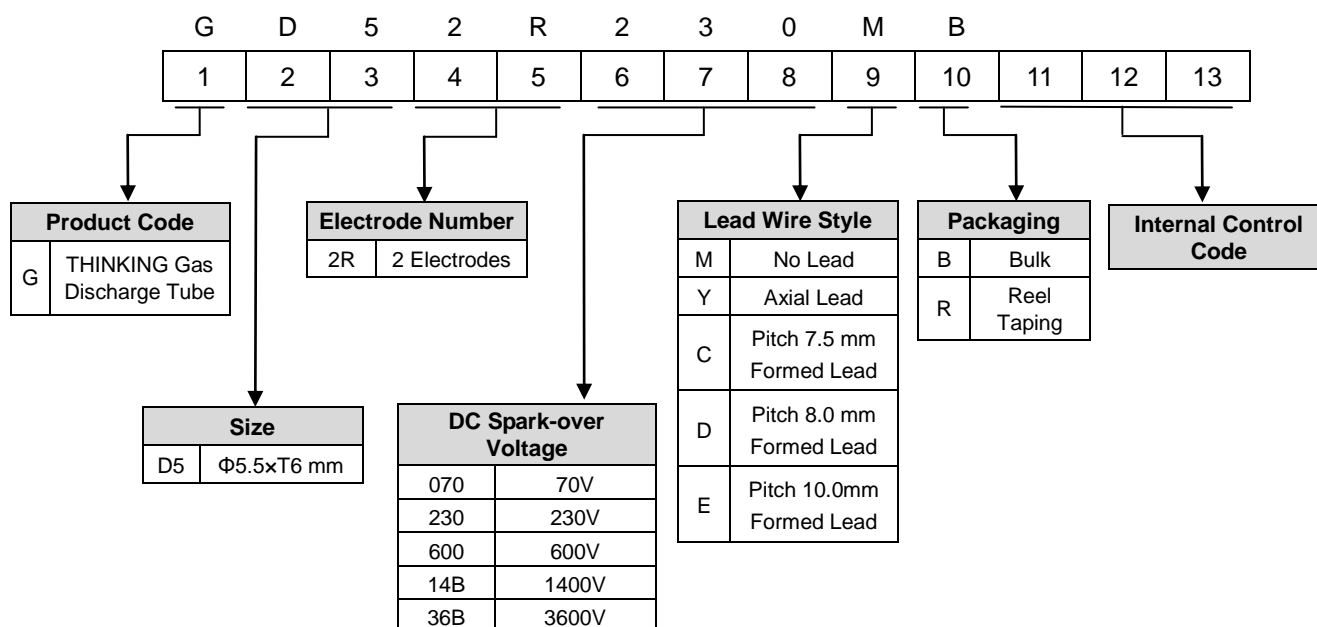 G D 5 2 R 2 3 0 M B
1 2 3 4 5 6 7 8 9 10 11 12 13
Product Code
G THINKING Gas
Discharge Tube
Electrode Number
2R 2 Electrodes
Lead Wire Style
M No Lead
Y Axial Lead
C Pitch 7.5 mm
Formed Lead
D Pitch 8.0 mm
Formed Lead
E Pitch 10.0mm
Formed Lead
Packaging
B Bulk
R Reel
Taping
Internal Control
Code
Size
D5 Φ5.5×T6 mm
DC Spark-over
Voltage
070 70V
230 230V
600 600V
14B 1400V
36B 3600V